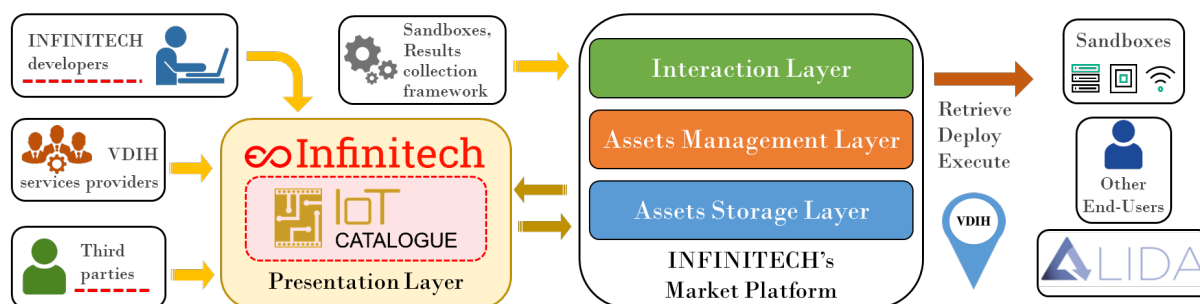 INFINITECH
developers
VDIH
services providers
Third
parties
Sandboxes,
Results
collection
framework
Infinitech
IoT
CATALOGUE
Presentation Layer
Interaction Layer
Assets Management Layer
Assets Storage Layer
INFINITECH's
Market Platform
Retrieve
Deploy
Execute
VDIH
Sandboxes
Other
End-Users
ALIDA